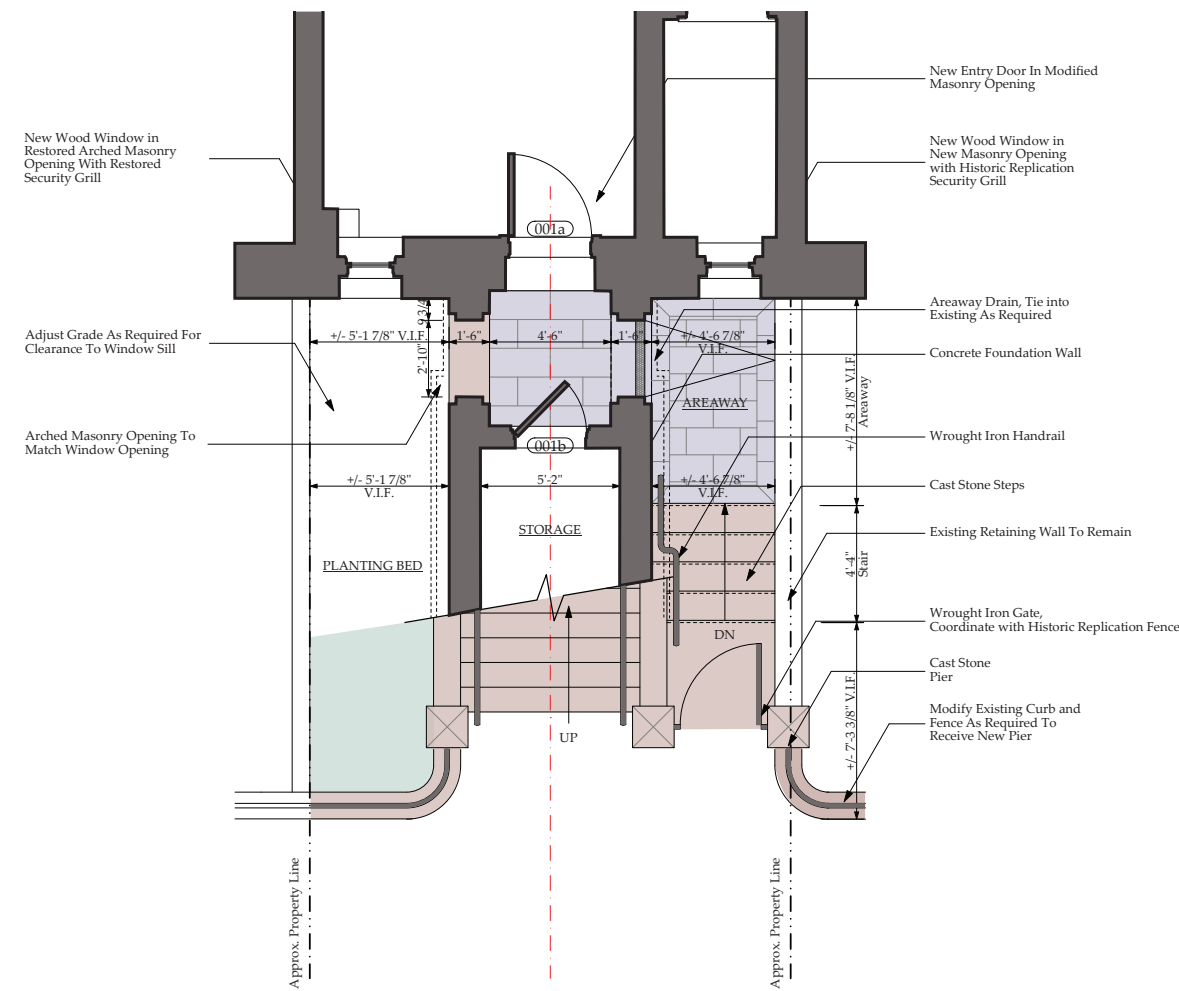 New Wood Window in
Restored Arched Masonry
Opening With Restored
Security Grill
Adjust Grade As Required For
Clearance To Window Sill
Arched Masonry Opening To
Match Window Opening
New Entry Door In Modified
Masonry Opening
New Wood Window in
New Masonry Opening
with Historic Replication
Security Grill
Areaway Drain, Tie into
Existing As Required
Concrete Foundation Wall
Wrought Iron Handrail
Cast Stone Steps
Existing Retaining Wall To Remain
Wrought Iron Gate,
Coordinate with Historic Replication Fence
Cast Stone
Pier
Modify Existing Curb and
Fence As Required To
Receive New Pier
001a
9 3/4
+/- 5'-1 7/8" V.I.F.
1'-6"
4'-6"
1'-6"
+/- 4'-6 7/8"
V.I.F.
2'-10"
AREAWAY
+/- 7'-8 1/8" V.I.F.
Areaway
001b
+/- 5'-1 7/8"
V.I.F.
5'-2"
+/- 4'-6 7/8"
V.I.F.
STORAGE
PLANTING BED
4'-4"
Stair
DN
UP
+/- 7'-3 3/8" V.I.F.
Approx. Property Line
Approx. Property Line